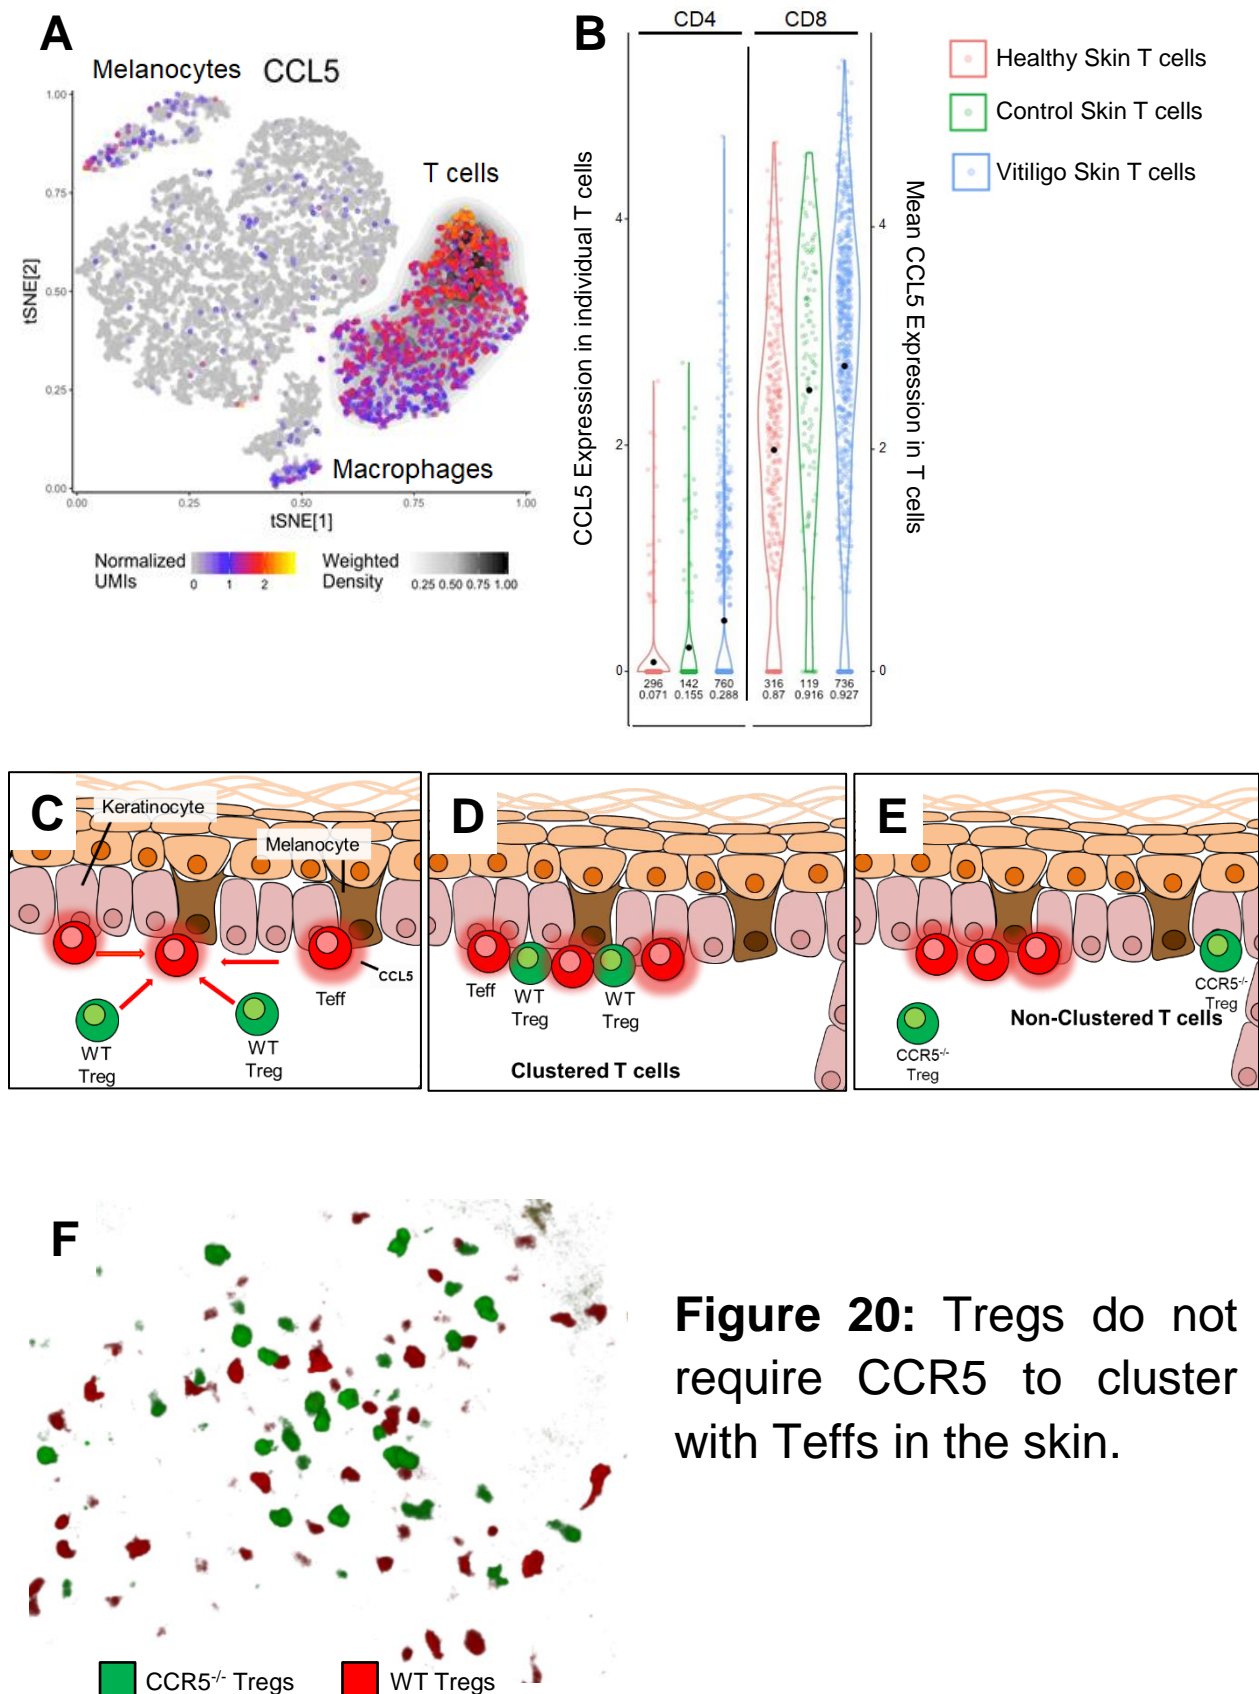 A
Melanocytes CCL5
T cells
Macrophages
1.00
0.75
0.50
0.25
0.00
tSNE[2]
0.00 0.25 0.50 0.75 1.00
tSNE[1]
Normalized UMIs
0 1 2
Weighted Density
0.25 0.50 0.75 1.00
B
CD4 CD8
CCL5 Expression in individual T cells
4
2
0
Mean CCL5 Expression in T cells
4
2
0
296 142 760 316 119 736
0.071 0.155 0.288 0.87 0.916 0.927
Healthy Skin T cells
Control Skin T cells
Vitiligo Skin T cells
C
Keratinocyte
Melanocyte
CCL5
Teff
WT
Treg
WT
Treg
D
Teff
WT
Treg
WT
Treg
Clustered T cells
E
CCR5-/-
Treg
Non-Clustered T cells
CCR5-/-
Treg
F
CCR5-/- Tregs WT Tregs
Figure 20: Tregs do not
require CCR5 to cluster
with Teffs in the skin.